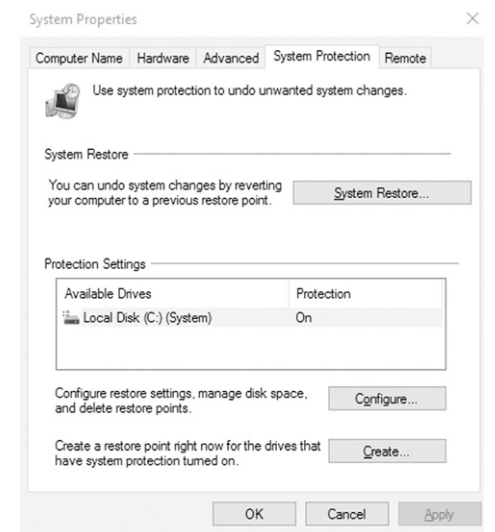 System Properties
Computer Name Hardware Advanced System Protection Remote
Use system protection to undo unwanted system changes.
System Restore
You can undo system changes by reverting
your computer to a previous restore point.
System Restore...
Protection Settings
Available Drives Protection
Local Disk (C:) (System) On
Configure restore settings, manage disk space,
and delete restore points.
Configure...
Create a restore point right now for the drives that
have system protection turned on.
Create...
OK Cancel Apply